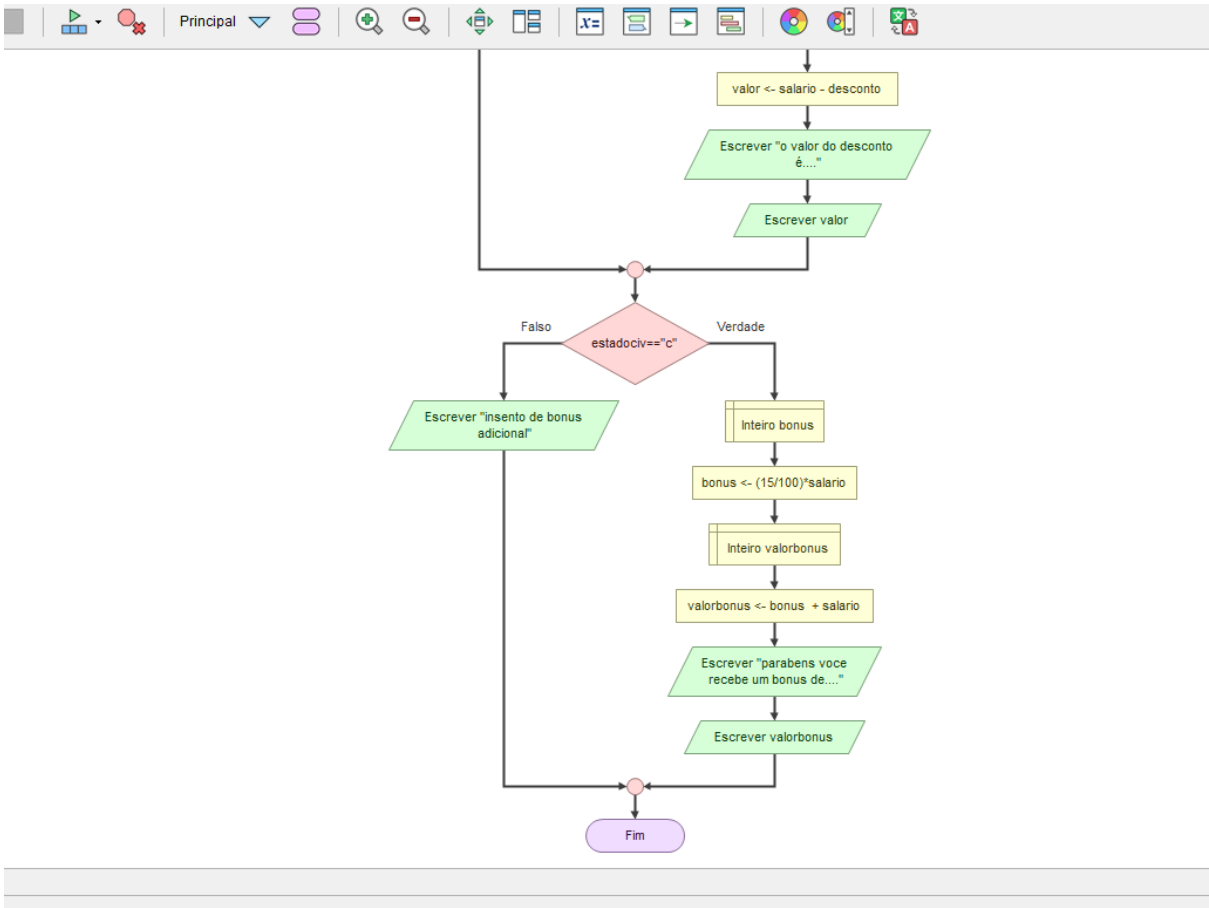 Principal
x=
A
valor <- salario - desconto
Escrever "o valor do desconto
é...."
Escrever valor
Falso
Verdade
estadociv=="c"
Escrever "insento de bonus
adicional"
Inteiro bonus
bonus <- (15/100)*salario
Inteiro valorbonus
valorbonus <- bonus  + salario
Escrever "parabens voce
recebe um bonus de...."
Escrever valorbonus
Fim